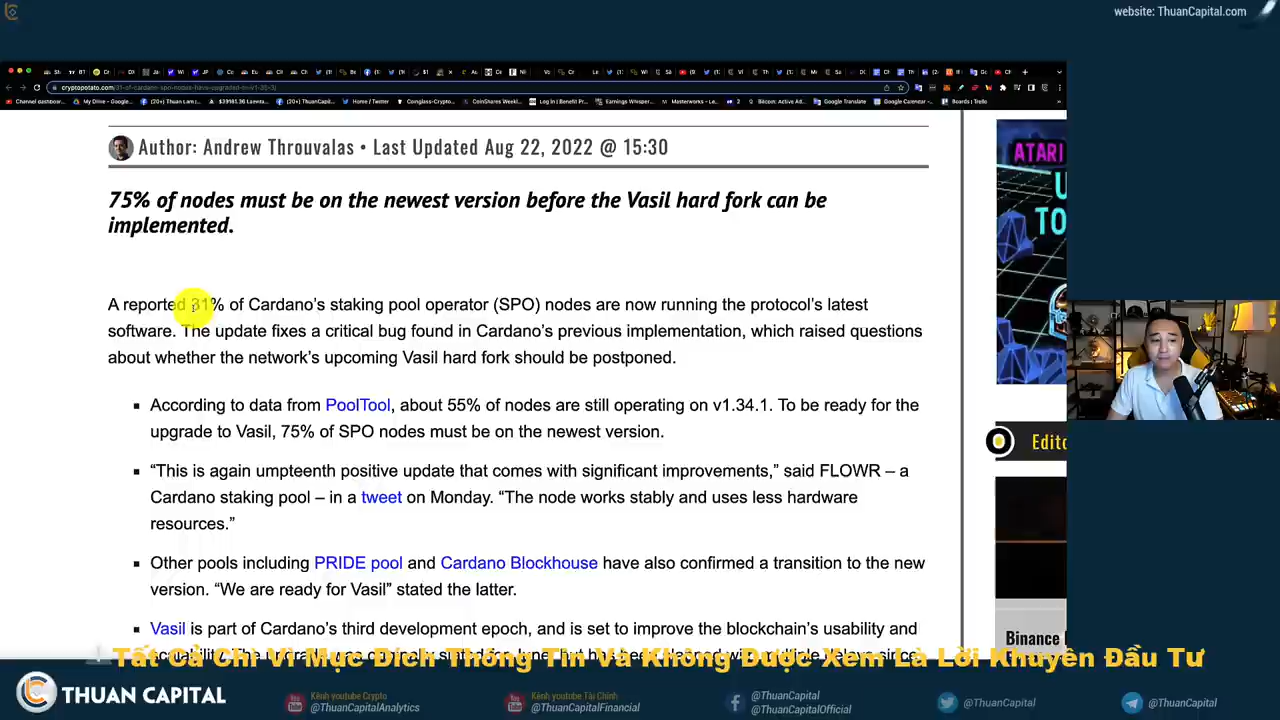 website: ThuanCapital.com
cryptopotato.com/31-of-cardano-spo-nodes-have-upgraded-to-v1-35-3/
Author: Andrew Throuvalas • Last Updated Aug 22, 2022 @ 15:30
75% of nodes must be on the newest version before the Vasil hard fork can be
implemented.
ATARI
A reported 31% of Cardano’s staking pool operator (SPO) nodes are now running the protocol’s latest
software. The update fixes a critical bug found in Cardano’s previous implementation, which raised questions
about whether the network’s upcoming Vasil hard fork should be postponed.
▪ According to data from PoolTool, about 55% of nodes are still operating on v1.34.1. To be ready for the
upgrade to Vasil, 75% of SPO nodes must be on the newest version.
▪ “This is again umpteenth positive update that comes with significant improvements,” said FLOWR – a
Cardano staking pool – in a tweet on Monday. “The node works stably and uses less hardware
resources.”
Edito
▪ Other pools including PRIDE pool and Cardano Blockhouse have also confirmed a transition to the new
version. “We are ready for Vasil” stated the latter.
▪ Vasil is part of Cardano’s third development epoch, and is set to improve the blockchain’s usability and
Binance
Tất Cả Chỉ Vì Mục Đích Thông Tin Và Không Được Xem Là Lời Khuyên Đầu Tư
THUAN CAPITAL
Kênh youtube Crypto
@ThuanCapitalAnalytics
Kênh youtube Tài Chính
@ThuanCapitalFinancial
@ThuanCapital
@ThuanCapitalOfficial
@ThuanCapital
@ThuanCapital